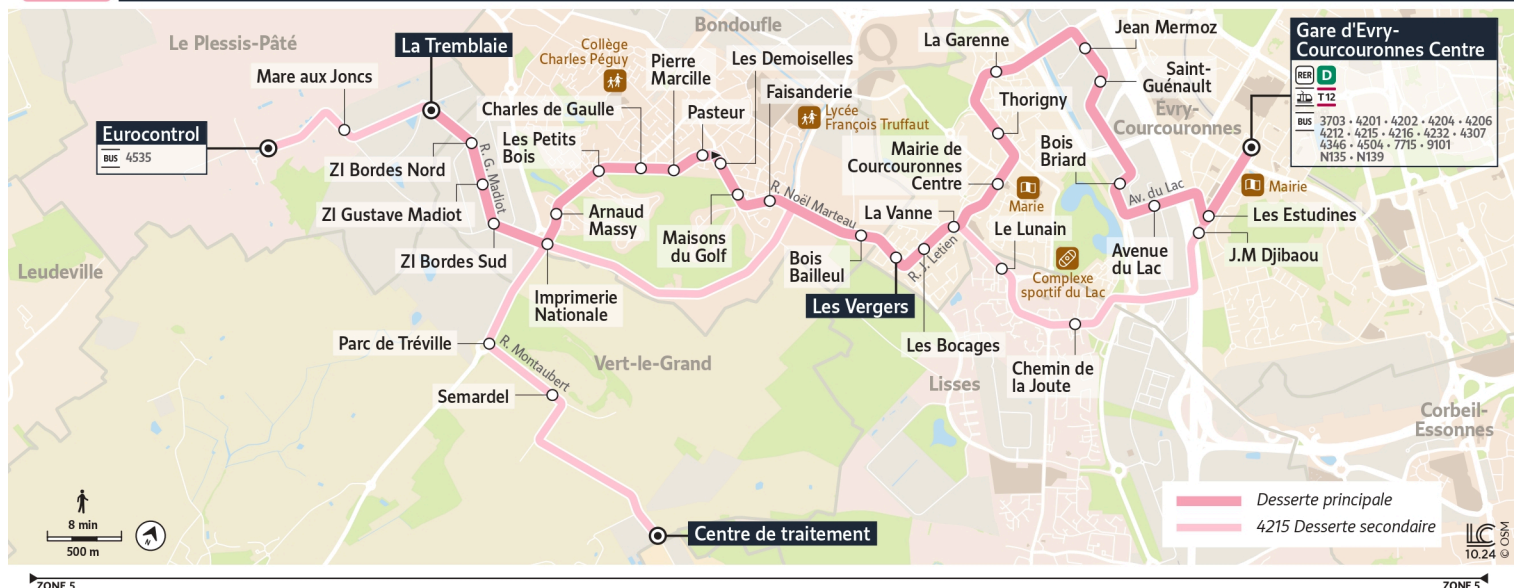 Le Plessis-Pâté
Bondoufle
La Tremblaie
Mare aux Joncs
Collège
Charles Péguy
Pierre
Marcille
Les Demoiselles
La Garenne
Jean Mermoz
Gare d'Evry-
Courcouronnes Centre
RER D
T12
BUS 3703 • 4201 • 4202 • 4204 • 4206
4212 • 4215 • 4216 • 4232 • 4307
4346 • 4504 • 7715 • 9101
N135 • N139
Saint-
Guénault
Faisanderie
Charles de Gaulle
Pasteur
Lycée
François Truffaut
Thorigny
Évry-
Courcouronnes
Eurocontrol
BUS 4535
Les Petits
Bois
ZI Bordes Nord
R. G. Madiot
Mairie de
Courcouronnes
Centre
Bois
Briard
Mairie
Marie
Av. du Lac
R. Noël Marteau
ZI Gustave Madiot
Arnaud
Massy
La Vanne
Les Estudines
Le Lunain
Maisons
du Golf
ZI Bordes Sud
Bois
Bailleul
R. J. Letien
Avenue
du Lac
J.M Djibaou
Leudeville
Complexe
sportif du Lac
Imprimerie
Nationale
Les Vergers
Parc de Tréville
R. Montaubert
Les Bocages
Vert-le-Grand
Chemin de
la Joute
Lisses
Semardel
Corbeil-
Essonnes
8 min
500 m
Centre de traitement
Desserte principale
4215 Desserte secondaire
LC
10.24 © OSM
ZONE 5
ZONE 5